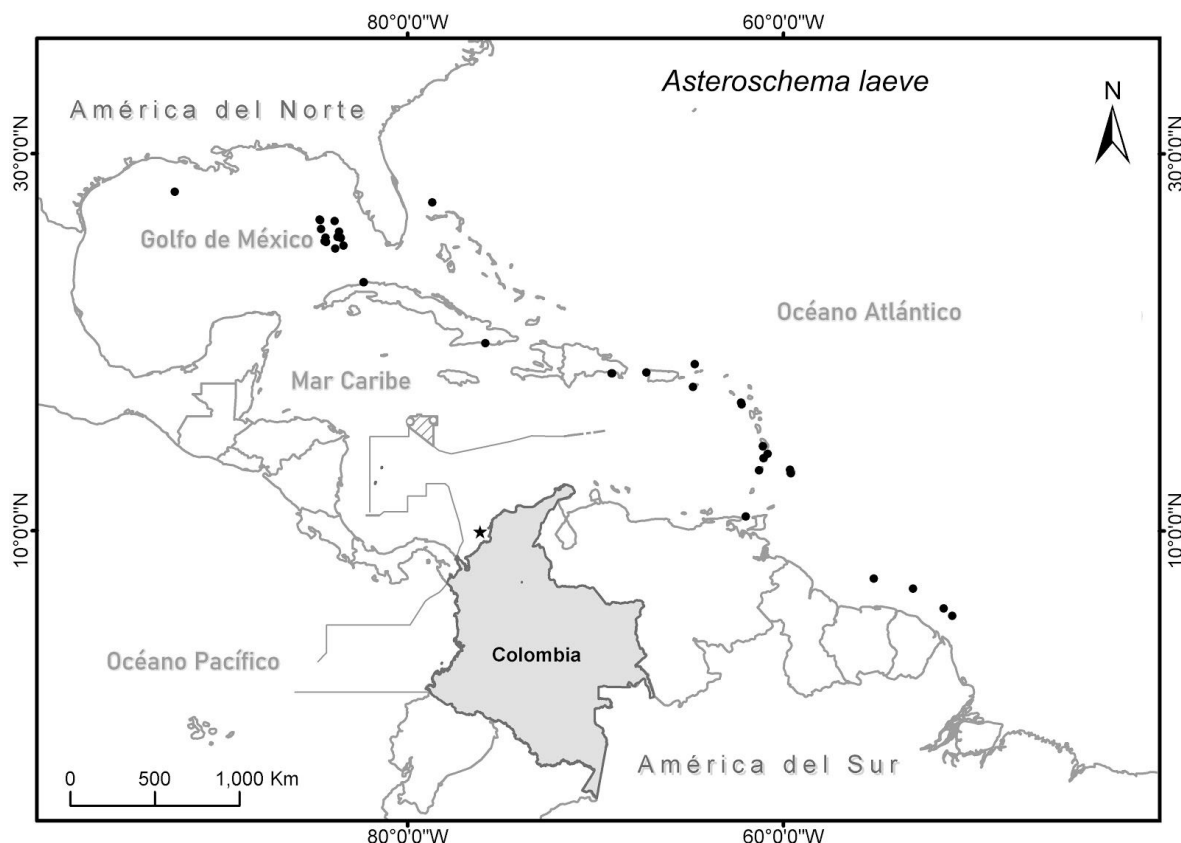 80°0'0"W
60°0'0"W
Asteroschema laeve
América del Norte
N
30°0'0"N
30°0'0"N
Golfo de México
Océano Atlántico
Mar Caribe
10°0'0"N
10°0'0"N
Océano Pacífico
Colombia
América del Sur
0
500
1,000 Km
80°0'0"W
60°0'0"W